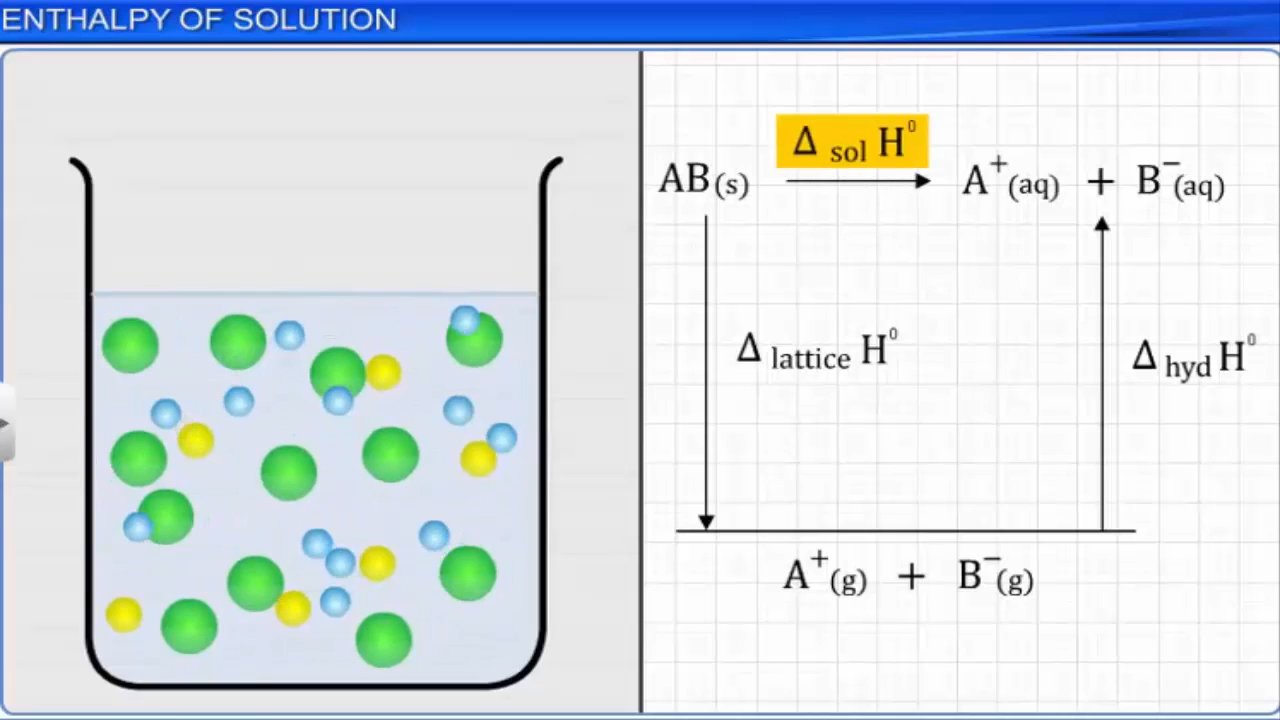 ENTHALPY OF SOLUTION
Δ sol H⁰
AB(s) A⁺(aq) + B⁻(aq)
Δ lattice H⁰ Δ hyd H⁰
A⁺(g) + B⁻(g)